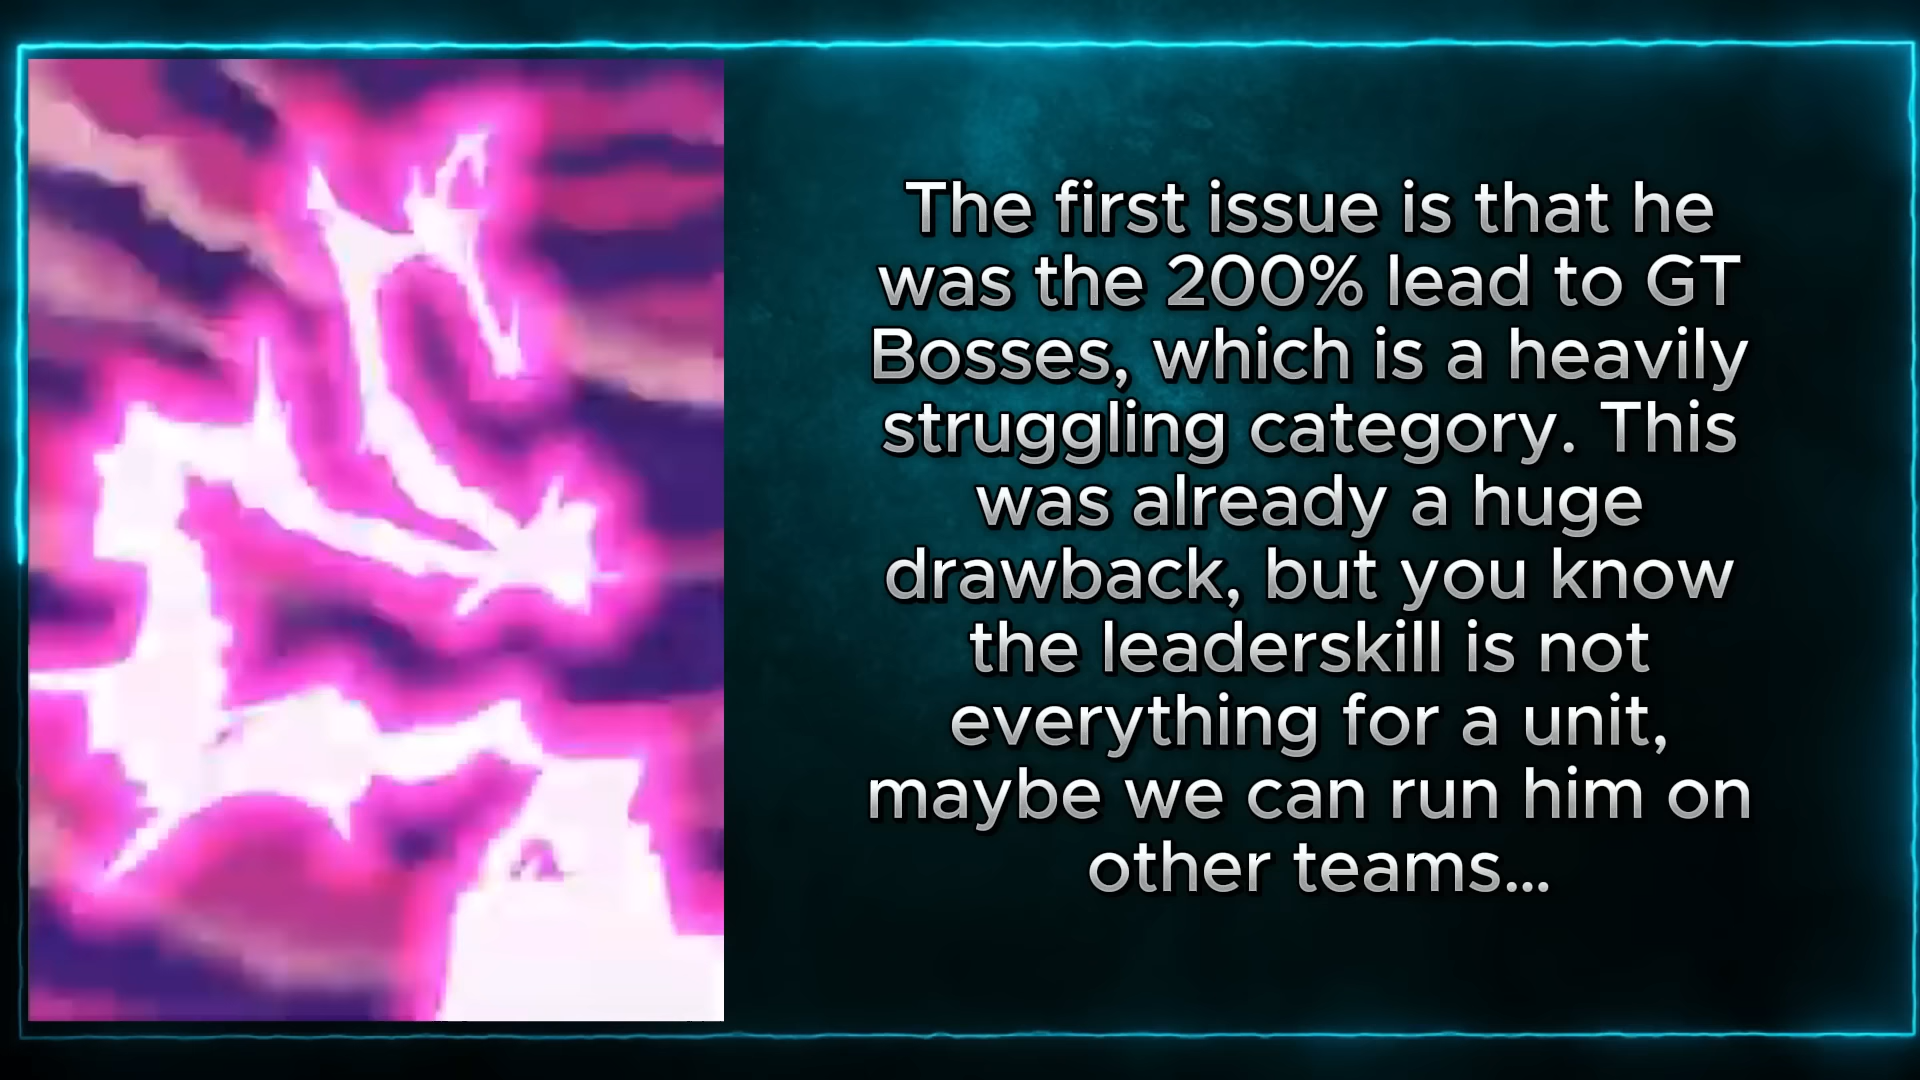 The first issue is that he
was the 200% lead to GT
Bosses, which is a heavily
struggling category. This
was already a huge
drawback, but you know
the leaderskill is not
everything for a unit,
maybe we can run him on
other teams...